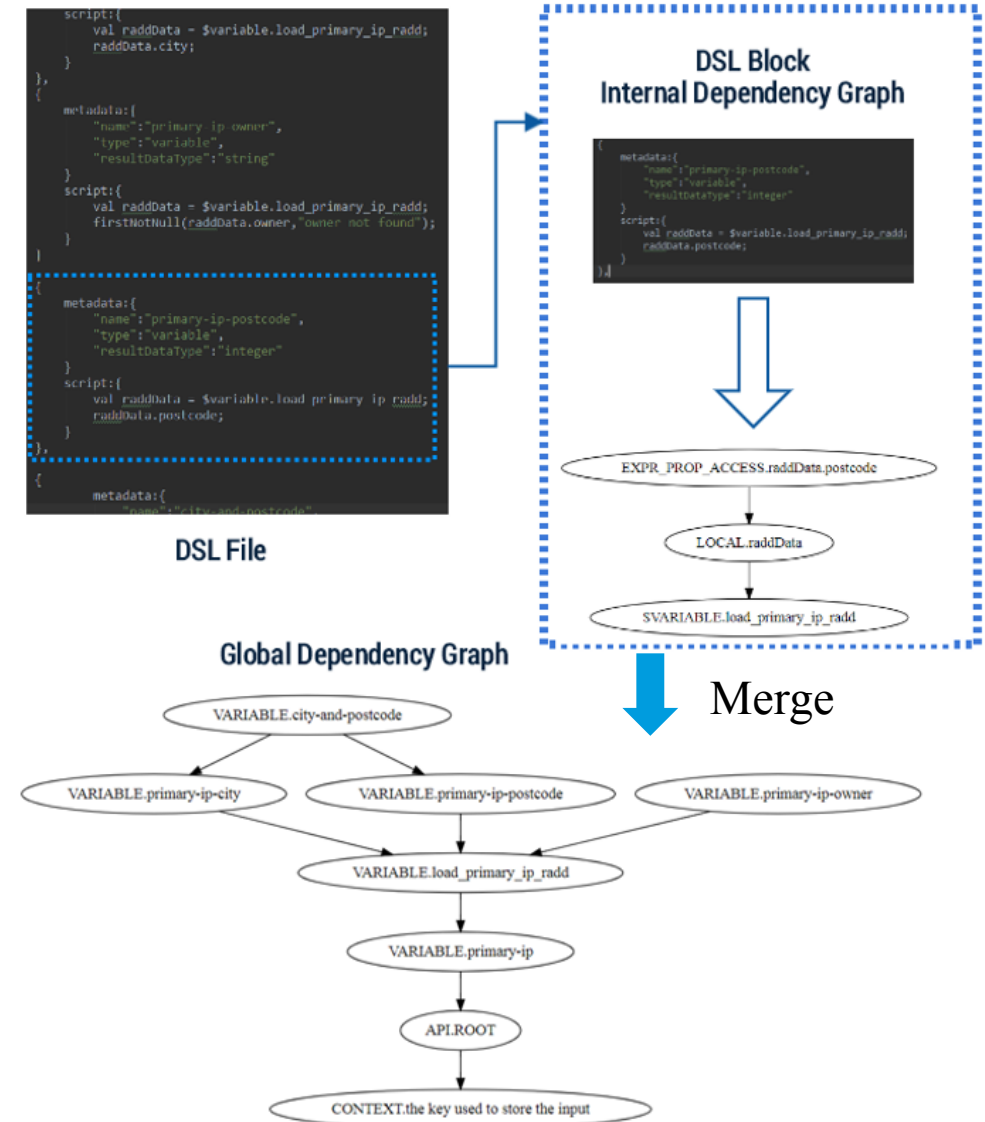 script:{
val raddData = $variable.load_primary_ip_radd;
raddData.city;
}
},
{
metadata:{
"name":"primary-ip-owner",
"type":"variable",
"resultDataType":"string"
}
script:{
val raddData = $variable.load_primary_ip_radd;
firstNotNull(raddData.owner,"owner not found");
}
}
{
metadata:{
"name":"primary-ip-postcode",
"type":"variable",
"resultDataType":"integer"
}
script:{
val raddData = $variable.load_primary_ip_radd;
raddData.postcode;
}
},
{
metadata:{
"name":"city-and-postcode",
DSL File
DSL Block
Internal Dependency Graph
{
metadata:{
"name":"primary-ip-postcode",
"type":"variable",
"resultDataType":"integer"
}
script:{
val raddData = $variable.load_primary_ip_radd;
raddData.postcode;
}
},
EXPR_PROP_ACCESS.raddData.postcode
LOCAL.raddData
SVARIABLE.load_primary_ip_radd
Merge
Global Dependency Graph
VARIABLE.city-and-postcode
VARIABLE.primary-ip-city
VARIABLE.primary-ip-postcode
VARIABLE.primary-ip-owner
VARIABLE.load_primary_ip_radd
VARIABLE.primary-ip
API.ROOT
CONTEXT.the key used to store the input